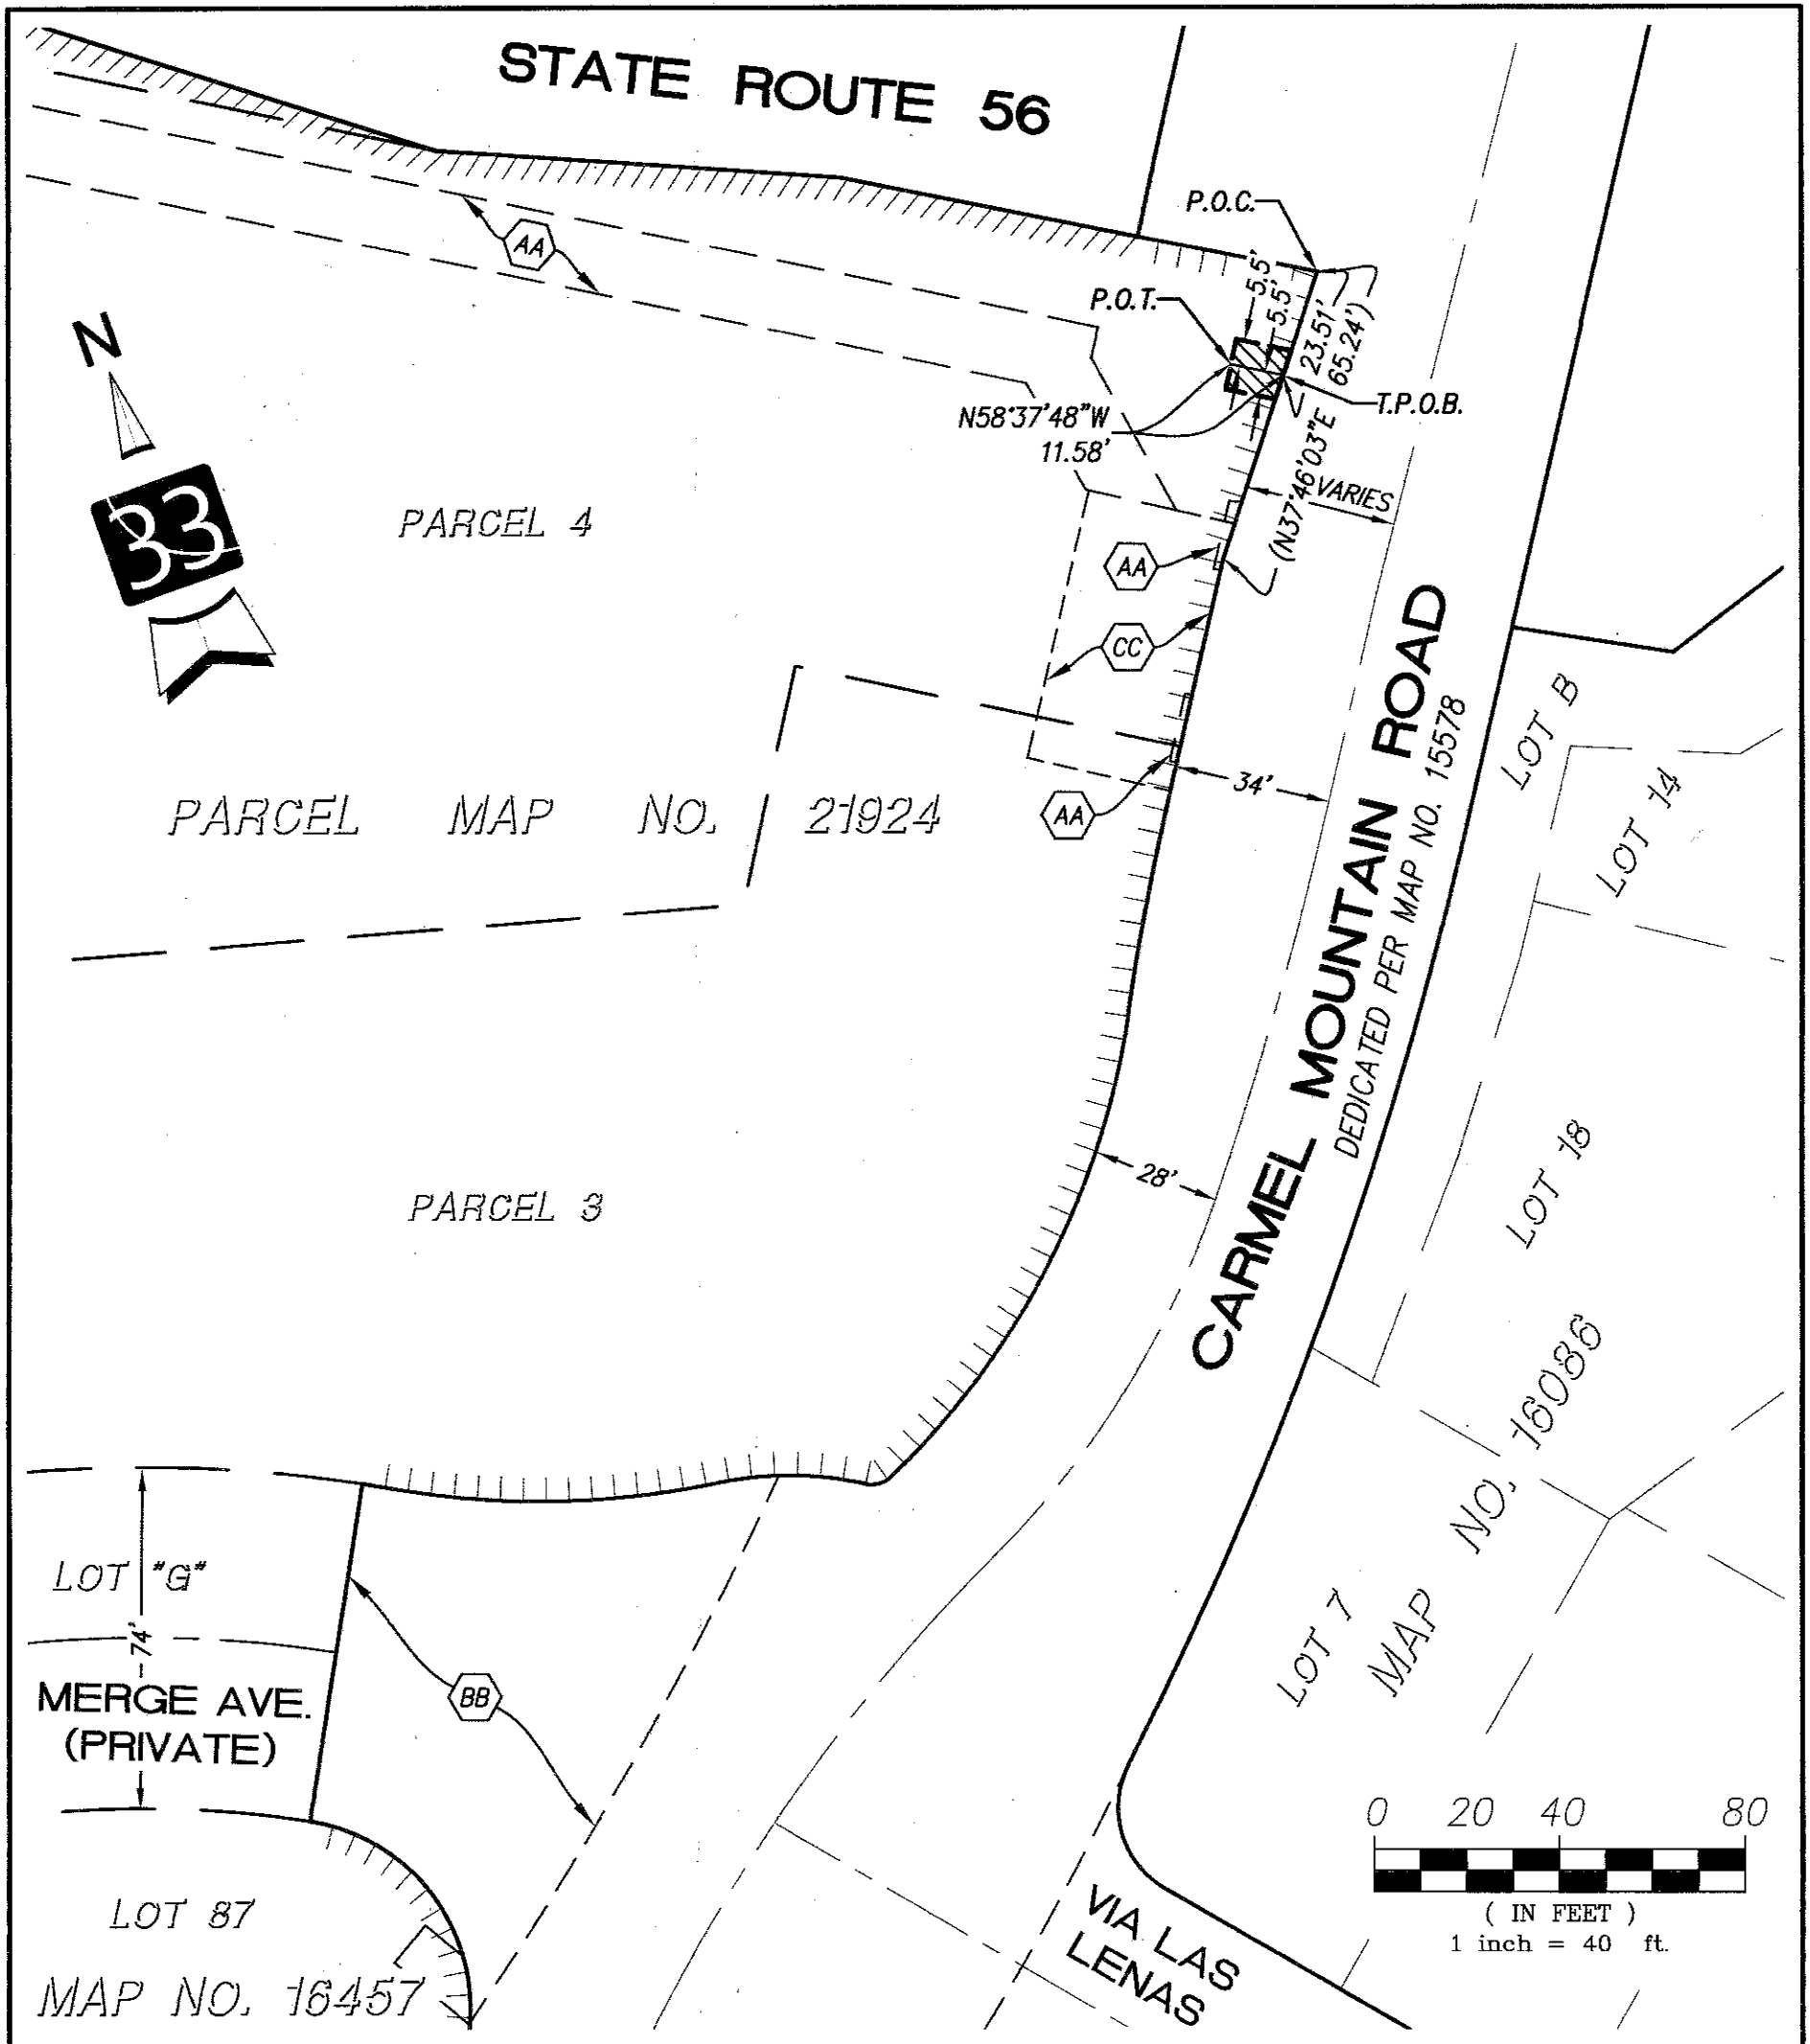 STATE ROUTE 56
P.O.C.
AA
5.5'
5.5'
P.O.T.
23.51'
65.24')
N
T.P.O.B.
N58°37'48"W
11.58'
(N37°46'03"E
VARIES
33
PARCEL 4
AA
CC
34'
AA
PARCEL MAP NO. 21924
CARMEL MOUNTAIN ROAD
DEDICATED PER MAP NO. 15578
LOT B
LOT 14
28'
LOT 18
PARCEL 3
MAP NO. 16086
LOT 7
LOT "G"
74'
MERGE AVE.
(PRIVATE)
BB
LOT 87
MAP NO. 16457
VIA LAS
LENAS
0 20 40 80
( IN FEET )
1 inch = 40 ft.